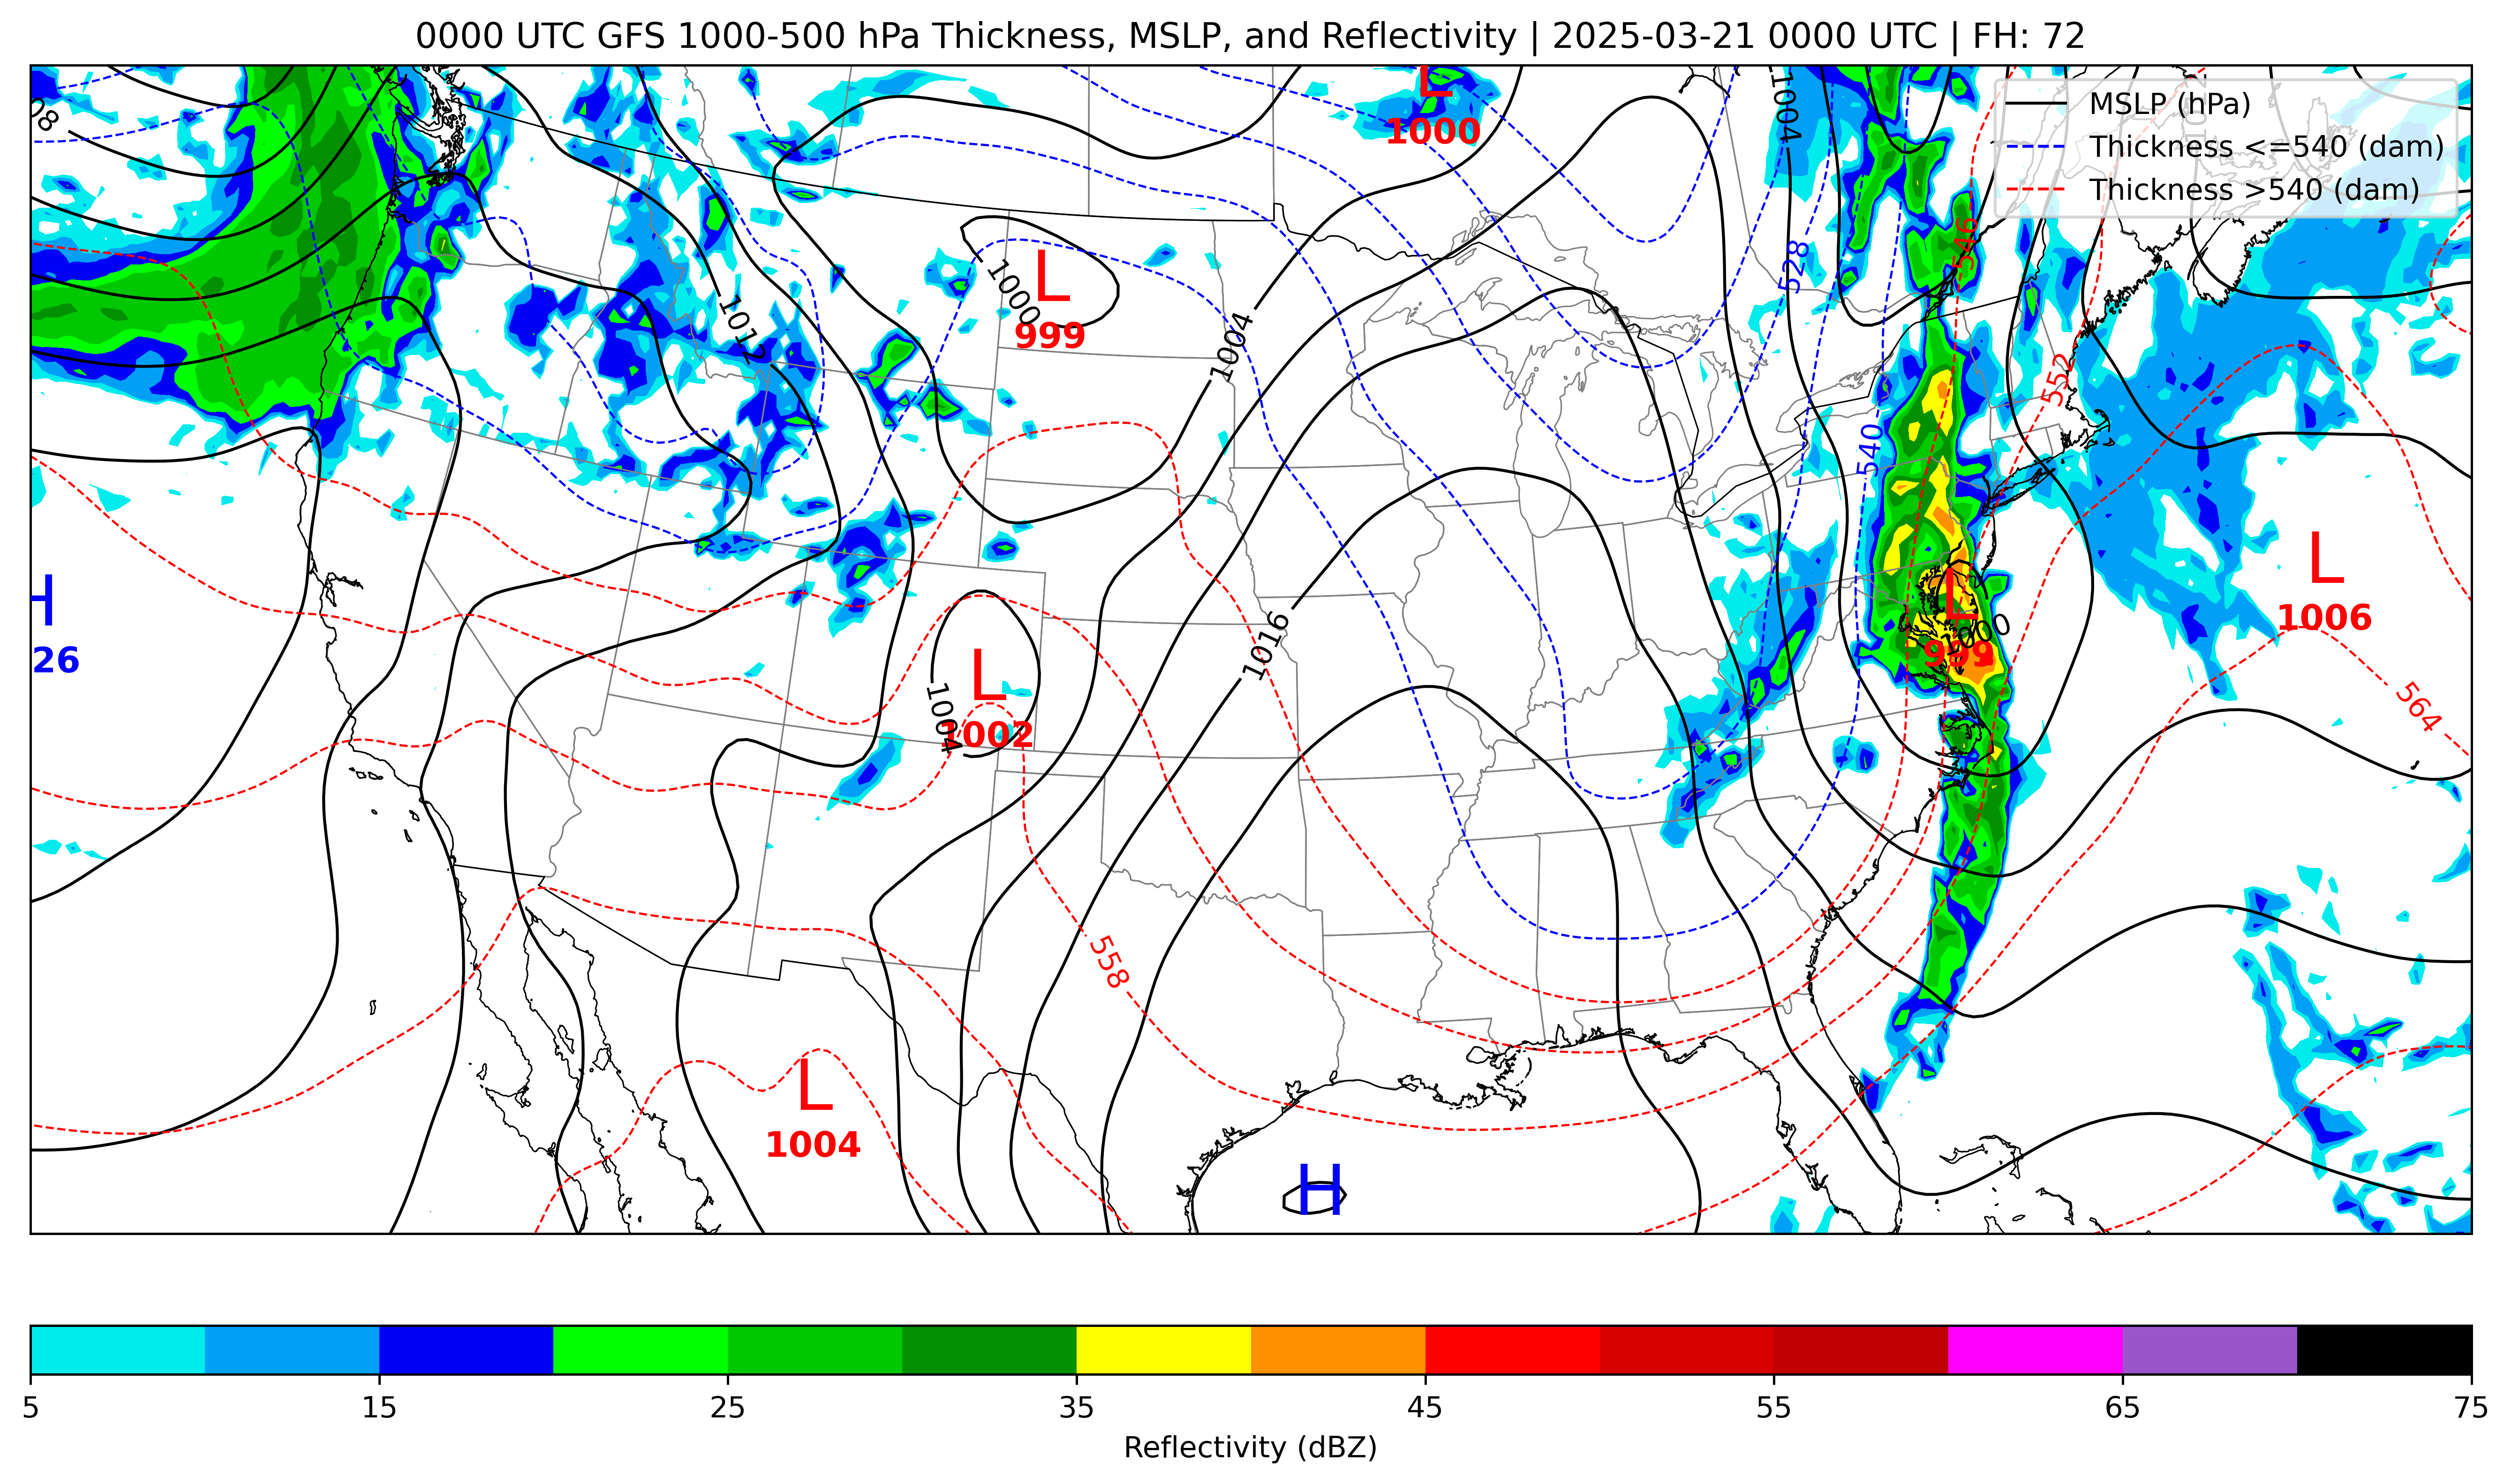 0000 UTC GFS 1000-500 hPa Thickness, MSLP, and Reflectivity | 2025-03-21 0000 UTC | FH: 72
MSLP (hPa)
Thickness <=540 (dam)
Thickness >540 (dam)
L
1000
1004
546
528
L
999
1000
1012
1004
552
540
H
26
L
1006
L
999
1000
1016
564
L
1002
1004
558
L
1004
H
5 15 25 35 45 55 65 75
Reflectivity (dBZ)